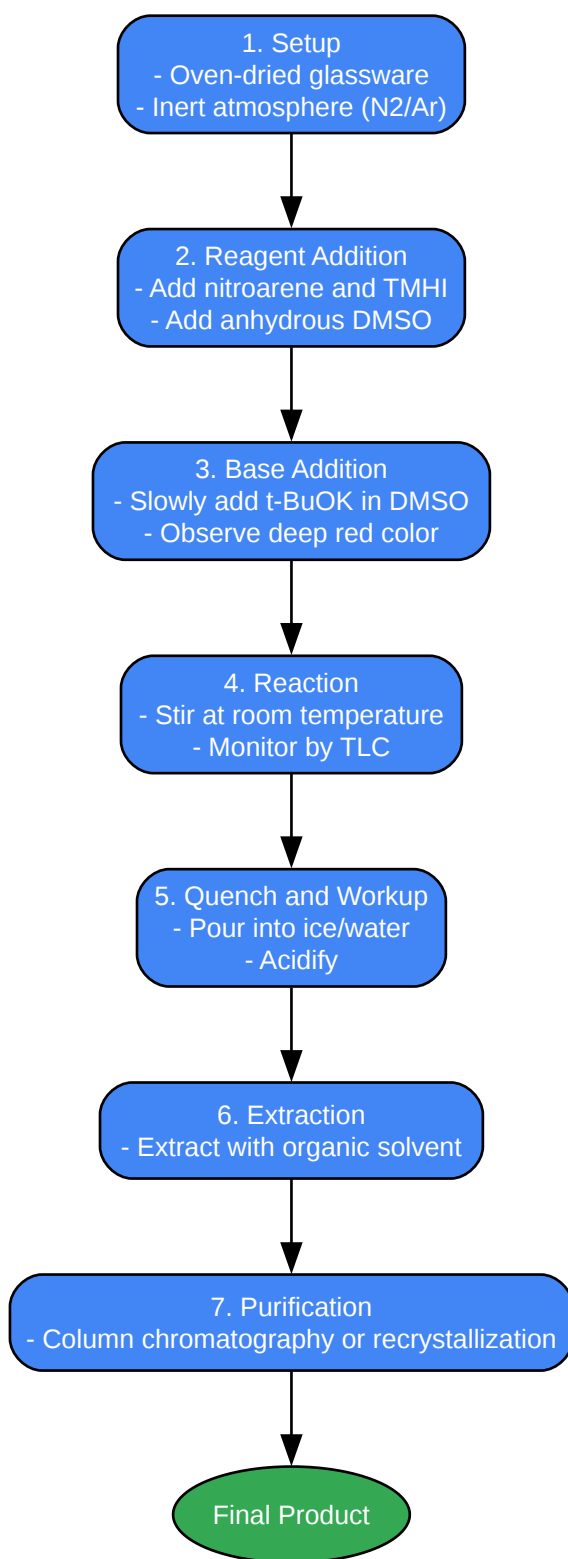 1. Setup
- Oven-dried glassware
- Inert atmosphere (N2/Ar)
2. Reagent Addition
- Add nitroarene and TMHI
- Add anhydrous DMSO
3. Base Addition
- Slowly add t-BuOK in DMSO
- Observe deep red color
4. Reaction
- Stir at room temperature
- Monitor by TLC
5. Quench and Workup
- Pour into ice/water
- Acidify
6. Extraction
- Extract with organic solvent
7. Purification
- Column chromatography or recrystallization
Final Product